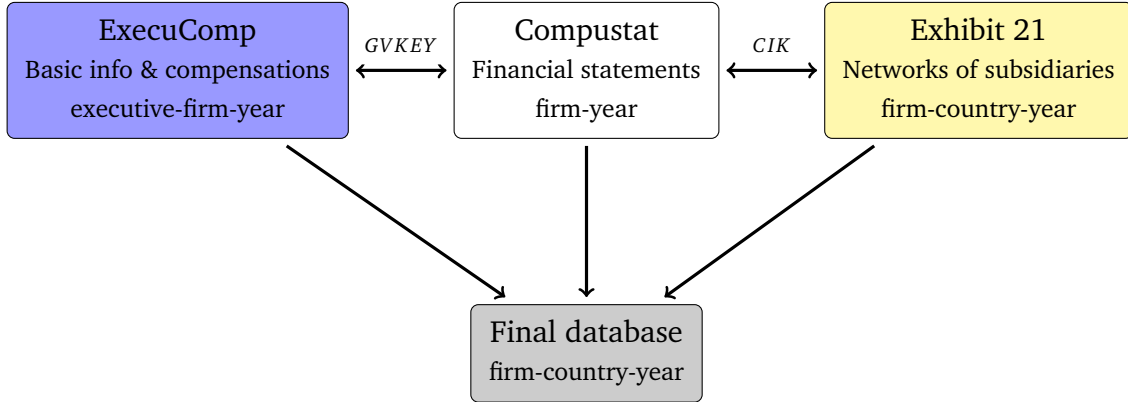 ExecuComp
Basic info & compensations
executive-firm-year
GVKEY
Compustat
Financial statements
firm-year
CIK
Exhibit 21
Networks of subsidiaries
firm-country-year
Final database
firm-country-year